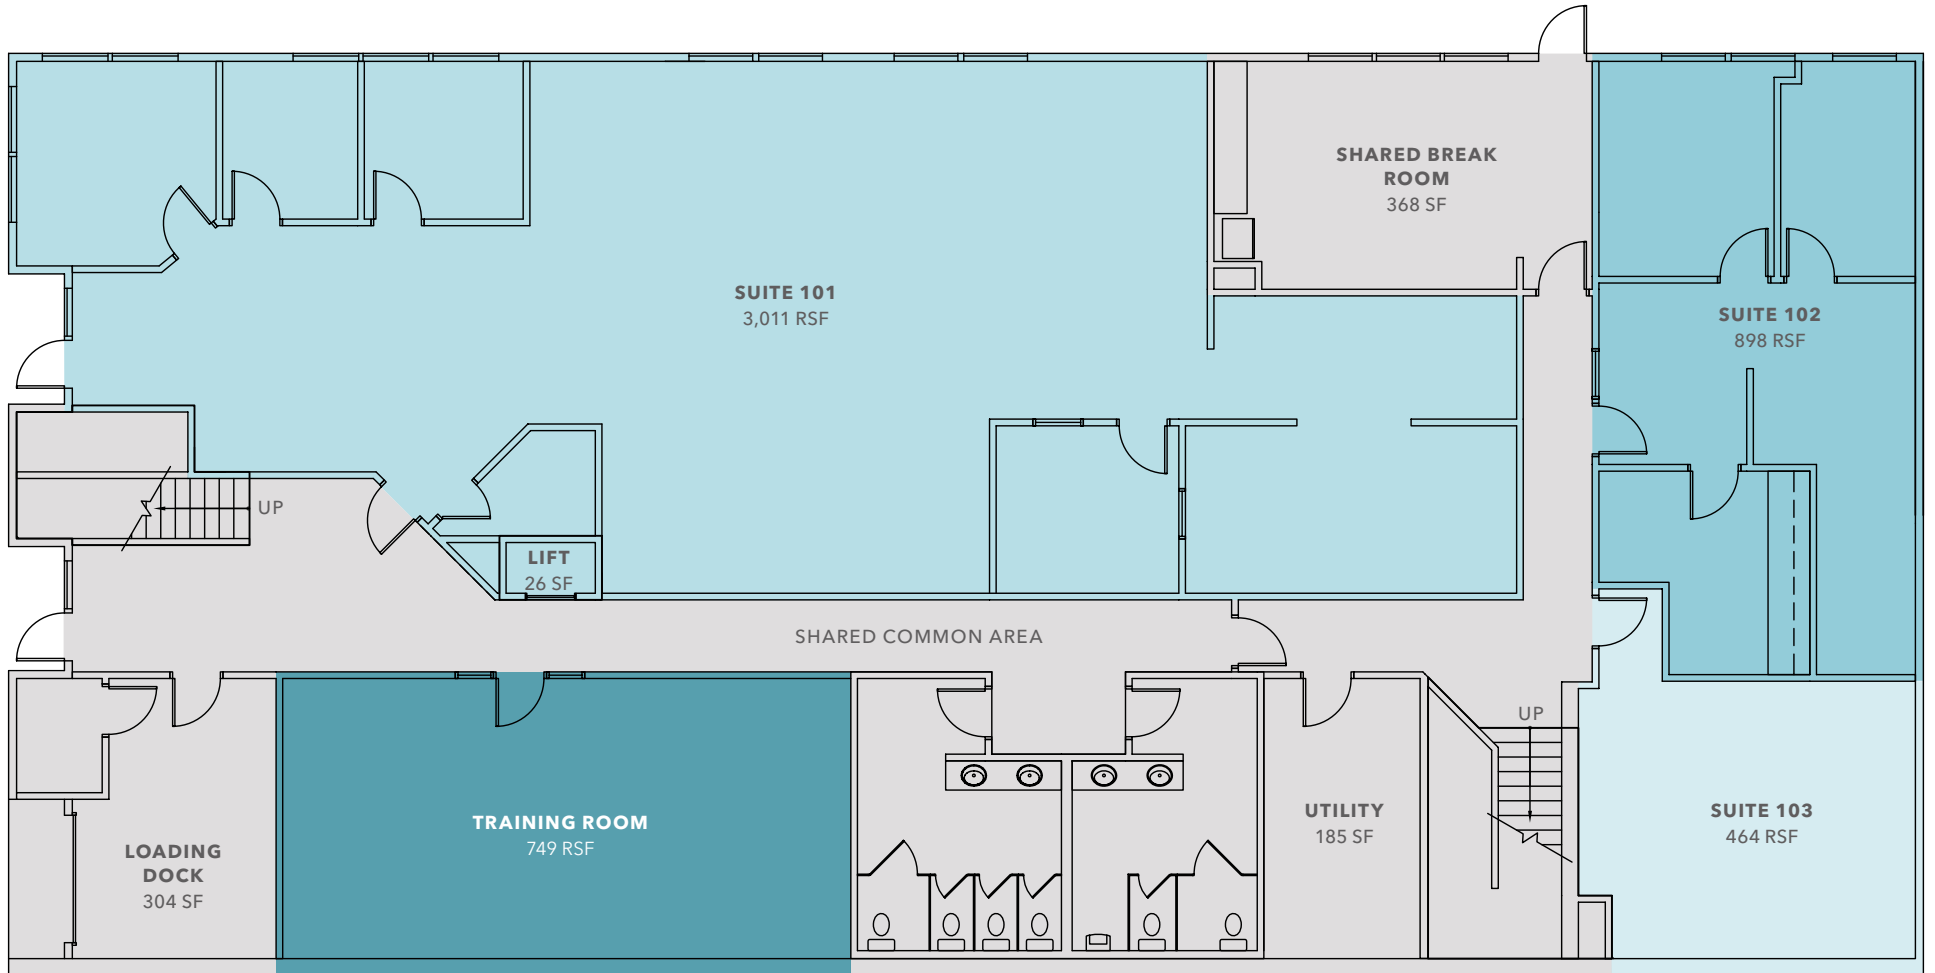 SHARED BREAK
ROOM
368 SF
SUITE 101
3,011 RSF
SUITE 102
898 RSF
UP
LIFT
26 SF
SHARED COMMON AREA
UP
TRAINING ROOM
749 RSF
UTILITY
185 SF
SUITE 103
464 RSF
LOADING
DOCK
304 SF